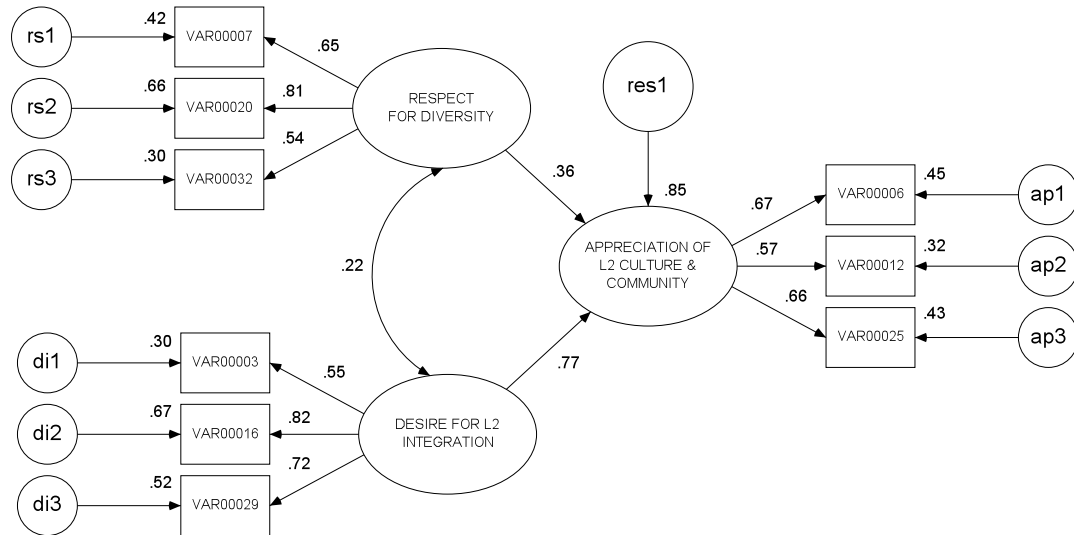 rs1
.42
VAR00007
.65
rs2
.66
VAR00020
.81
rs3
.30
VAR00032
.54
RESPECT
FOR DIVERSITY
res1
.36
.85
.22
APPRECIATION OF
L2 CULTURE &
COMMUNITY
.67
VAR00006
.45
ap1
.57
VAR00012
.32
ap2
.66
VAR00025
.43
ap3
.77
di1
.30
VAR00003
.55
di2
.67
VAR00016
.82
di3
.52
VAR00029
.72
DESIRE FOR L2
INTEGRATION